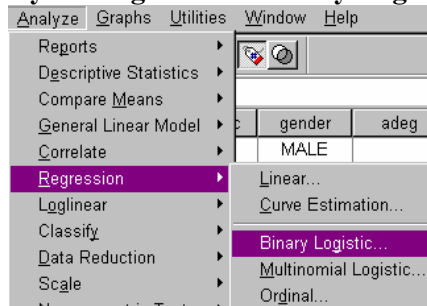 Analyze Graphs Utilities Window Help
Reports
Descriptive Statistics
Compare Means
General Linear Model
gender adeg
Correlate
MALE
Regression
Linear...
Loglinear
Curve Estimation...
Classify
Binary Logistic...
Data Reduction
Multinomial Logistic...
Scale
Ordinal...